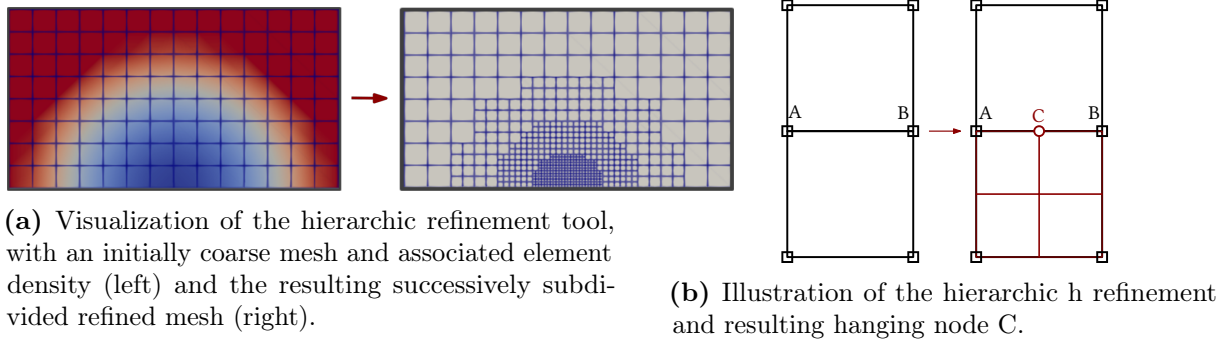 A
B
A
C
B
(a) Visualization of the hierarchic refinement tool,
with an initially coarse mesh and associated element
density (left) and the resulting successively subdi-
vided refined mesh (right).
(b) Illustration of the hierarchic h refinement
and resulting hanging node C.